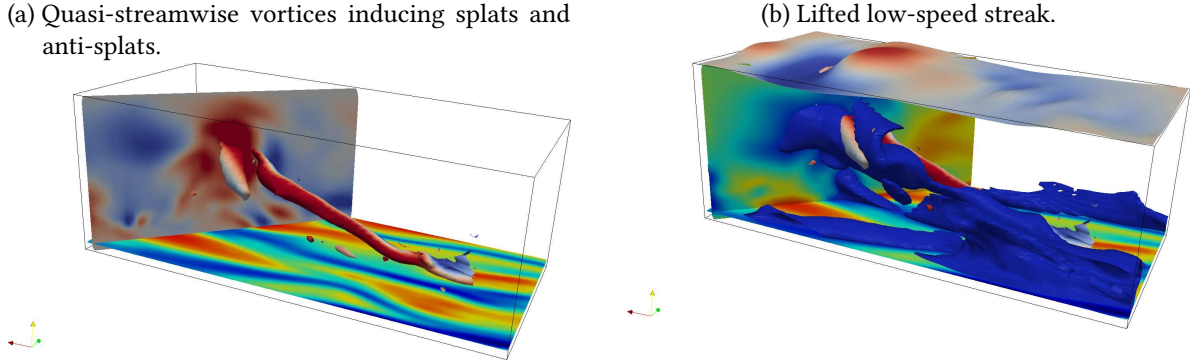 (a) Quasi-streamwise vortices inducing splats and
anti-splats.
(b) Lifted low-speed streak.